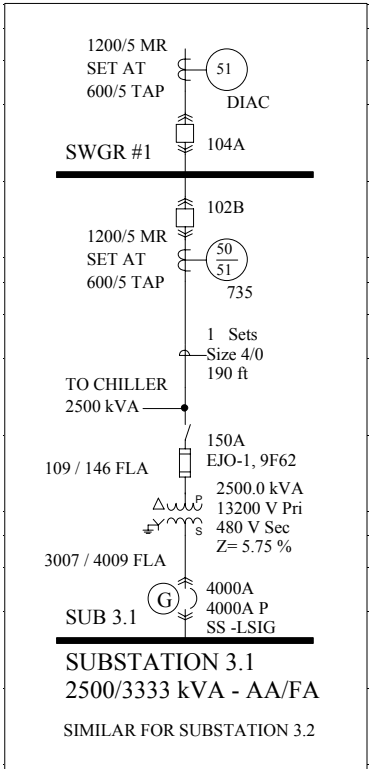 1200/5 MR
SET AT
600/5 TAP
51
DIAC
104A
SWGR #1
102B
1200/5 MR
SET AT
600/5 TAP
50
51
735
1 Sets
Size 4/0
190 ft
TO CHILLER
2500 kVA
150A
EJO-1, 9F62
109 / 146 FLA
P
S
2500.0 kVA
13200 V Pri
480 V Sec
Z= 5.75 %
3007 / 4009 FLA
G
4000A
4000A P
SS -LSIG
SUB 3.1
SUBSTATION 3.1
2500/3333 kVA - AA/FA
SIMILAR FOR SUBSTATION 3.2